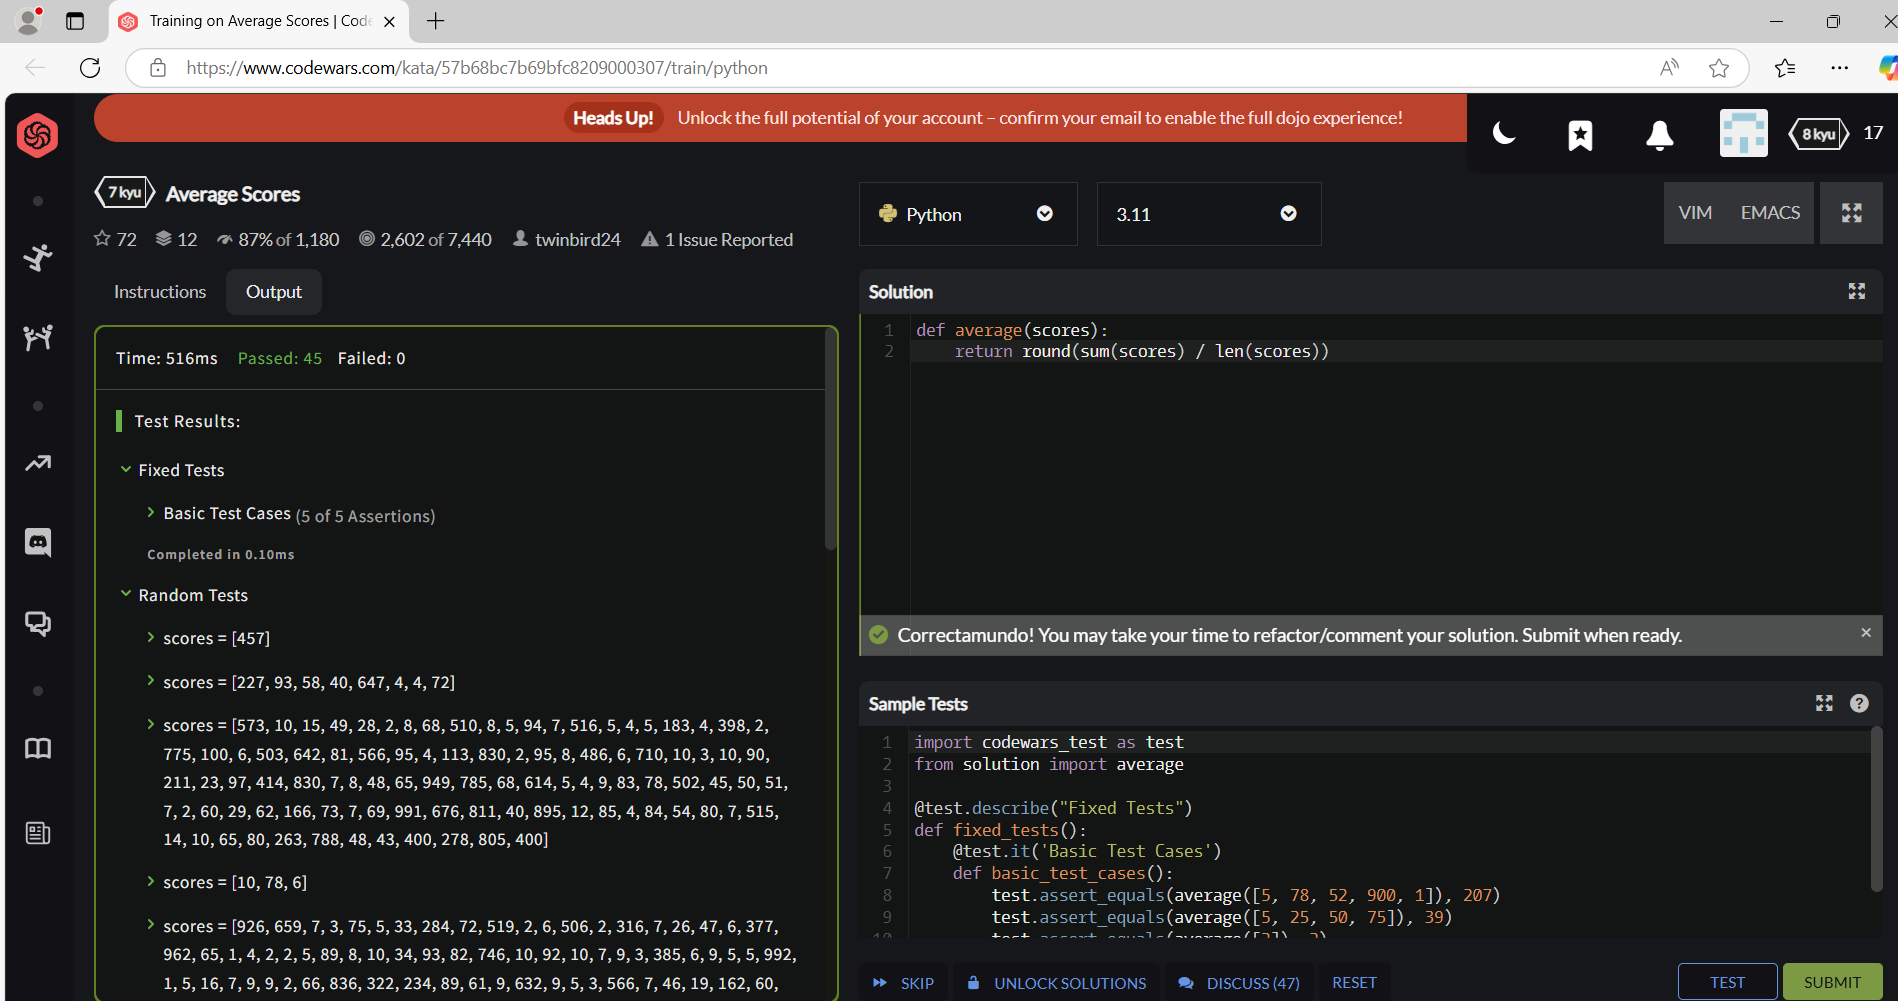 Training on Average Scores | Code
https://www.codewars.com/kata/57b68bc7b69bfc8209000307/train/python
Heads Up! Unlock the full potential of your account – confirm your email to enable the full dojo experience!
8 kyu 17
7 kyu Average Scores
72 12 87% of 1,180 2,602 of 7,440 twinbird24 1 Issue Reported
Python 3.11 VIM EMACS
Instructions Output
Time: 516ms Passed: 45 Failed: 0
Test Results:
Fixed Tests
Basic Test Cases (5 of 5 Assertions)
Completed in 0.10ms
Random Tests
scores = [457]
scores = [227, 93, 58, 40, 647, 4, 4, 72]
scores = [573, 10, 15, 49, 28, 2, 8, 68, 510, 8, 5, 94, 7, 516, 5, 4, 5, 183, 4, 398, 2,
775, 100, 6, 503, 642, 81, 566, 95, 4, 113, 830, 2, 95, 8, 486, 6, 710, 10, 3, 10, 90,
211, 23, 97, 414, 830, 7, 8, 48, 65, 949, 785, 68, 614, 5, 4, 9, 83, 78, 502, 45, 50, 51,
7, 2, 60, 29, 62, 166, 73, 7, 69, 991, 676, 811, 40, 895, 12, 85, 4, 84, 54, 80, 7, 515,
14, 10, 65, 80, 263, 788, 48, 43, 400, 278, 805, 400]
scores = [10, 78, 6]
scores = [926, 659, 7, 3, 75, 5, 33, 284, 72, 519, 2, 6, 506, 2, 316, 7, 26, 47, 6, 377,
962, 65, 1, 4, 2, 2, 5, 89, 8, 10, 34, 93, 82, 746, 10, 92, 10, 7, 9, 3, 385, 6, 9, 5, 5, 992,
1, 5, 16, 7, 9, 9, 2, 66, 836, 322, 234, 89, 61, 9, 632, 9, 5, 3, 566, 7, 46, 19, 162, 60,
Solution
1 def average(scores):
2     return round(sum(scores) / len(scores))
Correctamundo! You may take your time to refactor/comment your solution. Submit when ready.
Sample Tests
1 import codewars_test as test
2 from solution import average
3
4 @test.describe("Fixed Tests")
5 def fixed_tests():
6     @test.it('Basic Test Cases')
7     def basic_test_cases():
8         test.assert_equals(average([5, 78, 52, 900, 1]), 207)
9         test.assert_equals(average([5, 25, 50, 75]), 39)
SKIP UNLOCK SOLUTIONS DISCUSS (47) RESET TEST SUBMIT